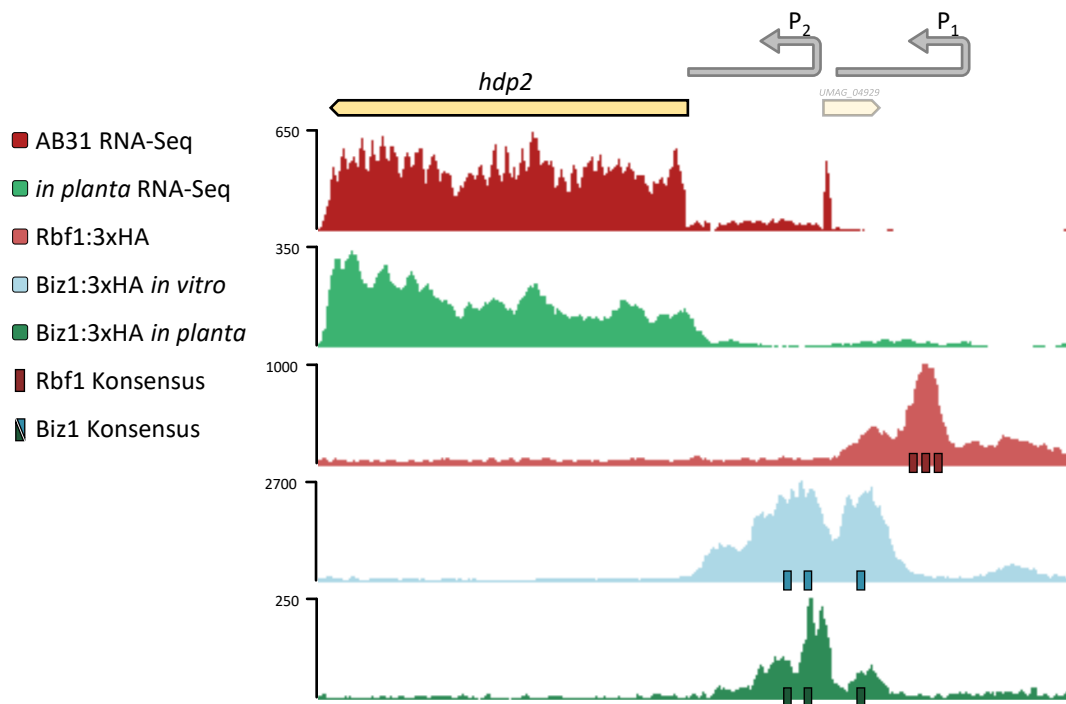 P2
P1
hdp2
UMAG_04929
AB31 RNA-Seq
650
in planta RNA-Seq
350
Rbf1:3xHA
Biz1:3xHA in vitro
Biz1:3xHA in planta
Rbf1 Konsensus
1000
Biz1 Konsensus
2700
250